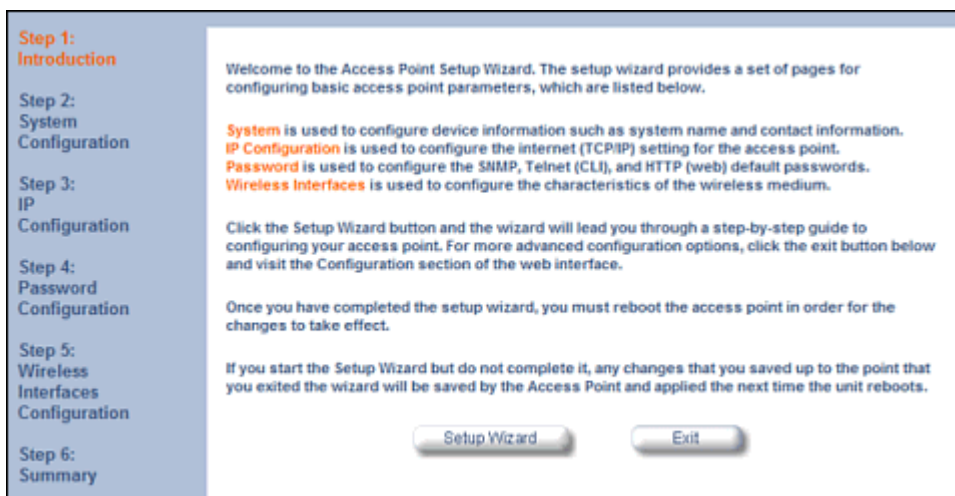 Step 1:
Introduction
Step 2:
System
Configuration
Step 3:
IP
Configuration
Step 4:
Password
Configuration
Step 5:
Wireless
Interfaces
Configuration
Step 6:
Summary
Welcome to the Access Point Setup Wizard. The setup wizard provides a set of pages for
configuring basic access point parameters, which are listed below.
System is used to configure device information such as system name and contact information.
IP Configuration is used to configure the internet (TCP/IP) setting for the access point.
Password is used to configure the SNMP, Telnet (CLI), and HTTP (web) default passwords.
Wireless Interfaces is used to configure the characteristics of the wireless medium.
Click the Setup Wizard button and the wizard will lead you through a step-by-step guide to
configuring your access point. For more advanced configuration options, click the exit button below
and visit the Configuration section of the web interface.
Once you have completed the setup wizard, you must reboot the access point in order for the
changes to take effect.
If you start the Setup Wizard but do not complete it, any changes that you saved up to the point that
you exited the wizard will be saved by the Access Point and applied the next time the unit reboots.
Setup Wizard
Exit